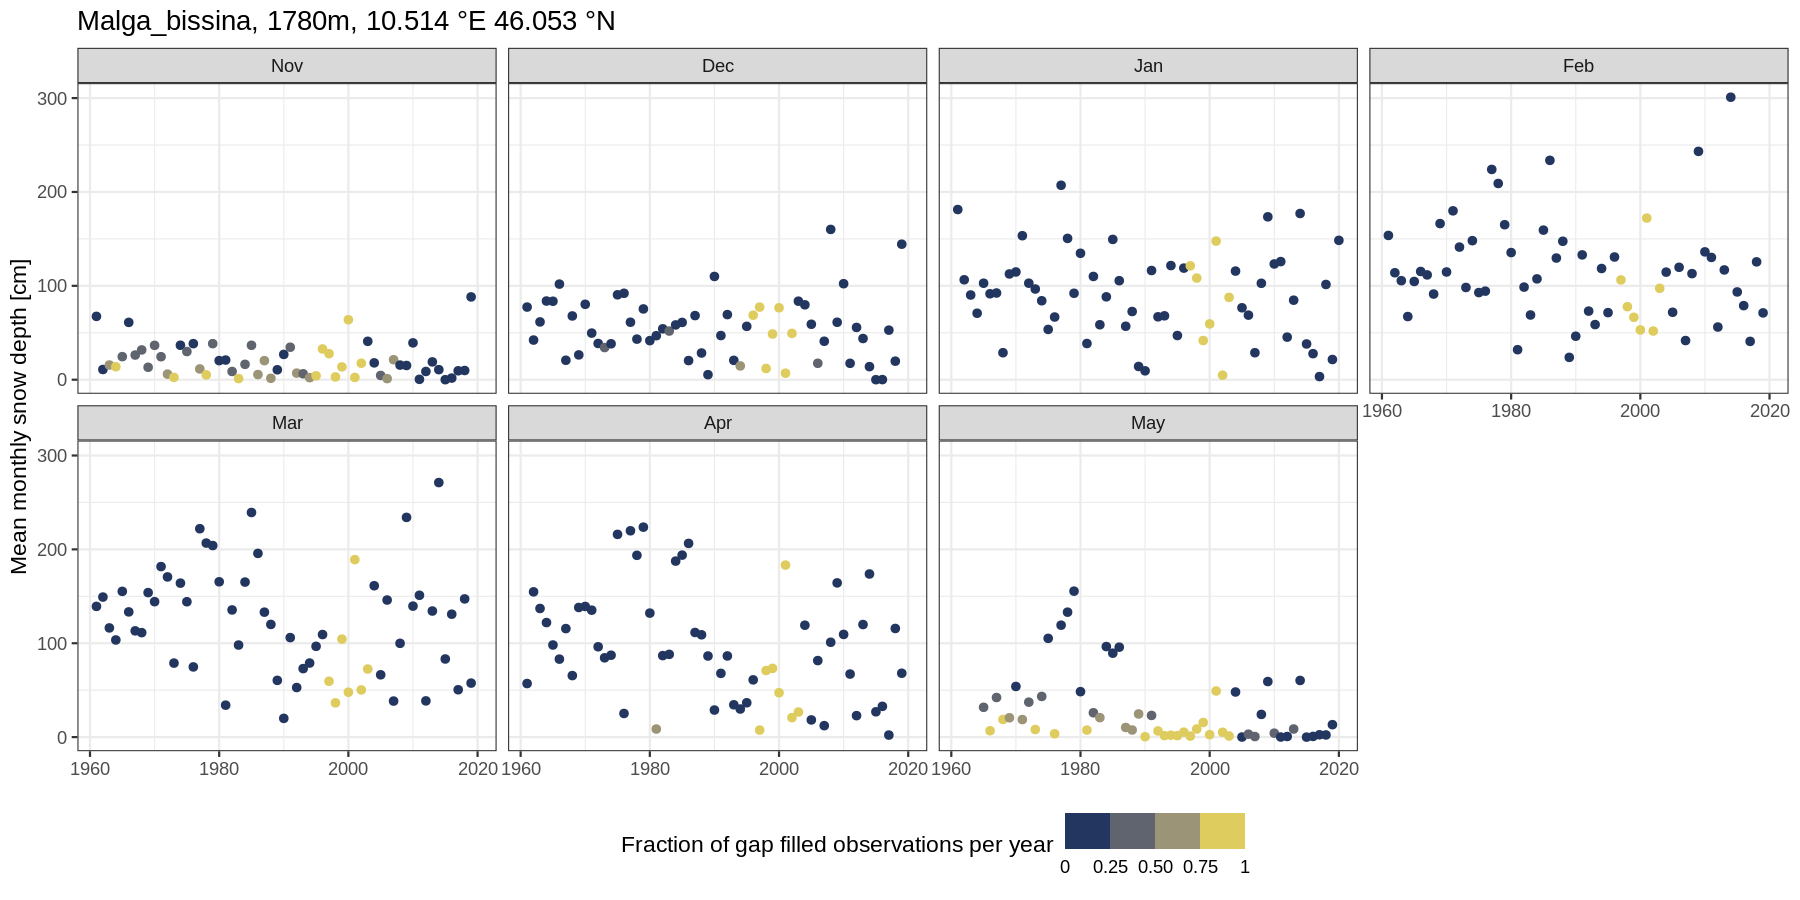 Malga_bissina, 1780m, 10.514 °E 46.053 °N
Nov Dec Jan Feb
300
200
100
0
1960 1980 2000 2020
Mar Apr May
300
200
100
0
1960 1980 2000 2020 1960 1980 2000 2020 1960 1980 2000 2020
Mean monthly snow depth [cm]
Fraction of gap filled observations per year
0 0.25 0.50 0.75 1